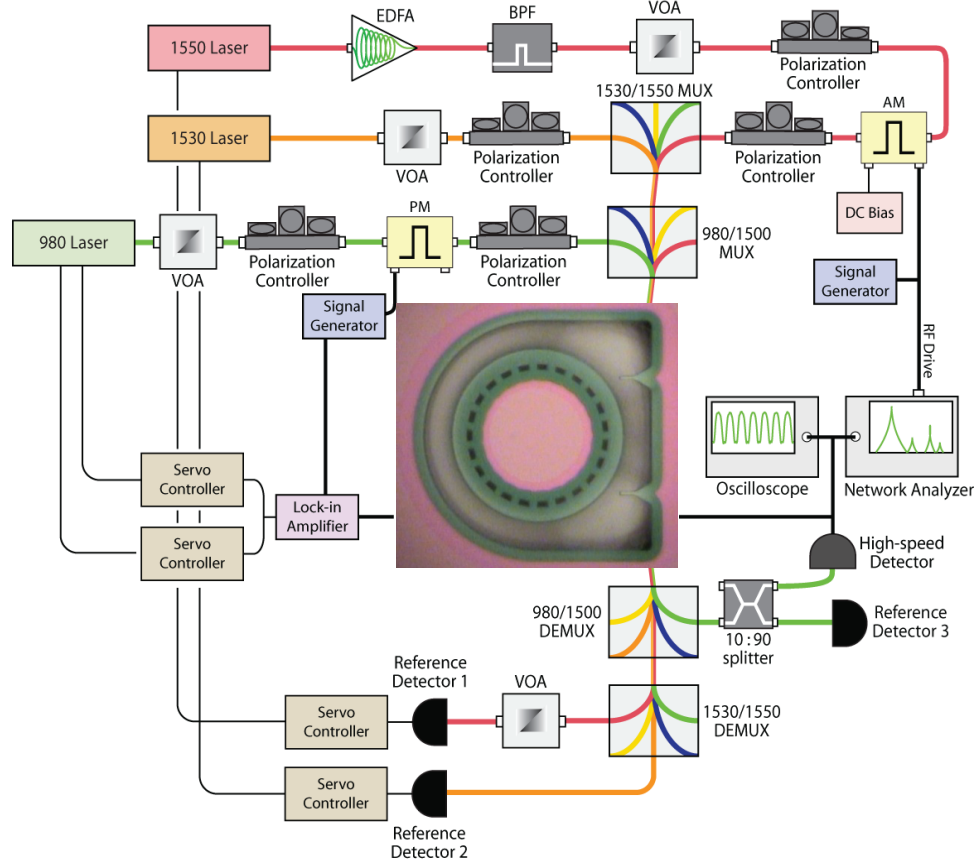 EDFA
BPF
VOA
1550 Laser
Polarization
Controller
1530/1550 MUX
AM
1530 Laser
VOA
Polarization
Controller
Polarization
Controller
DC Bias
PM
980 Laser
VOA
Polarization
Controller
Polarization
Controller
980/1500
MUX
Signal
Generator
Signal
Generator
RF Drive
Oscilloscope
Network Analyzer
Servo
Controller
Lock-in
Amplifier
Servo
Controller
High-speed
Detector
980/1500
DEMUX
10 : 90
splitter
Reference
Detector 3
Reference
Detector 1
VOA
Servo
Controller
1530/1550
DEMUX
Servo
Controller
Reference
Detector 2